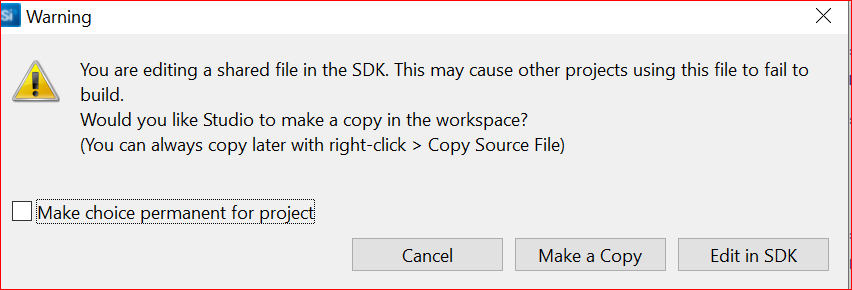 Si Warning
You are editing a shared file in the SDK. This may cause other projects using this file to fail to
build.
Would you like Studio to make a copy in the workspace?
(You can always copy later with right-click > Copy Source File)
Make choice permanent for project
Cancel Make a Copy Edit in SDK